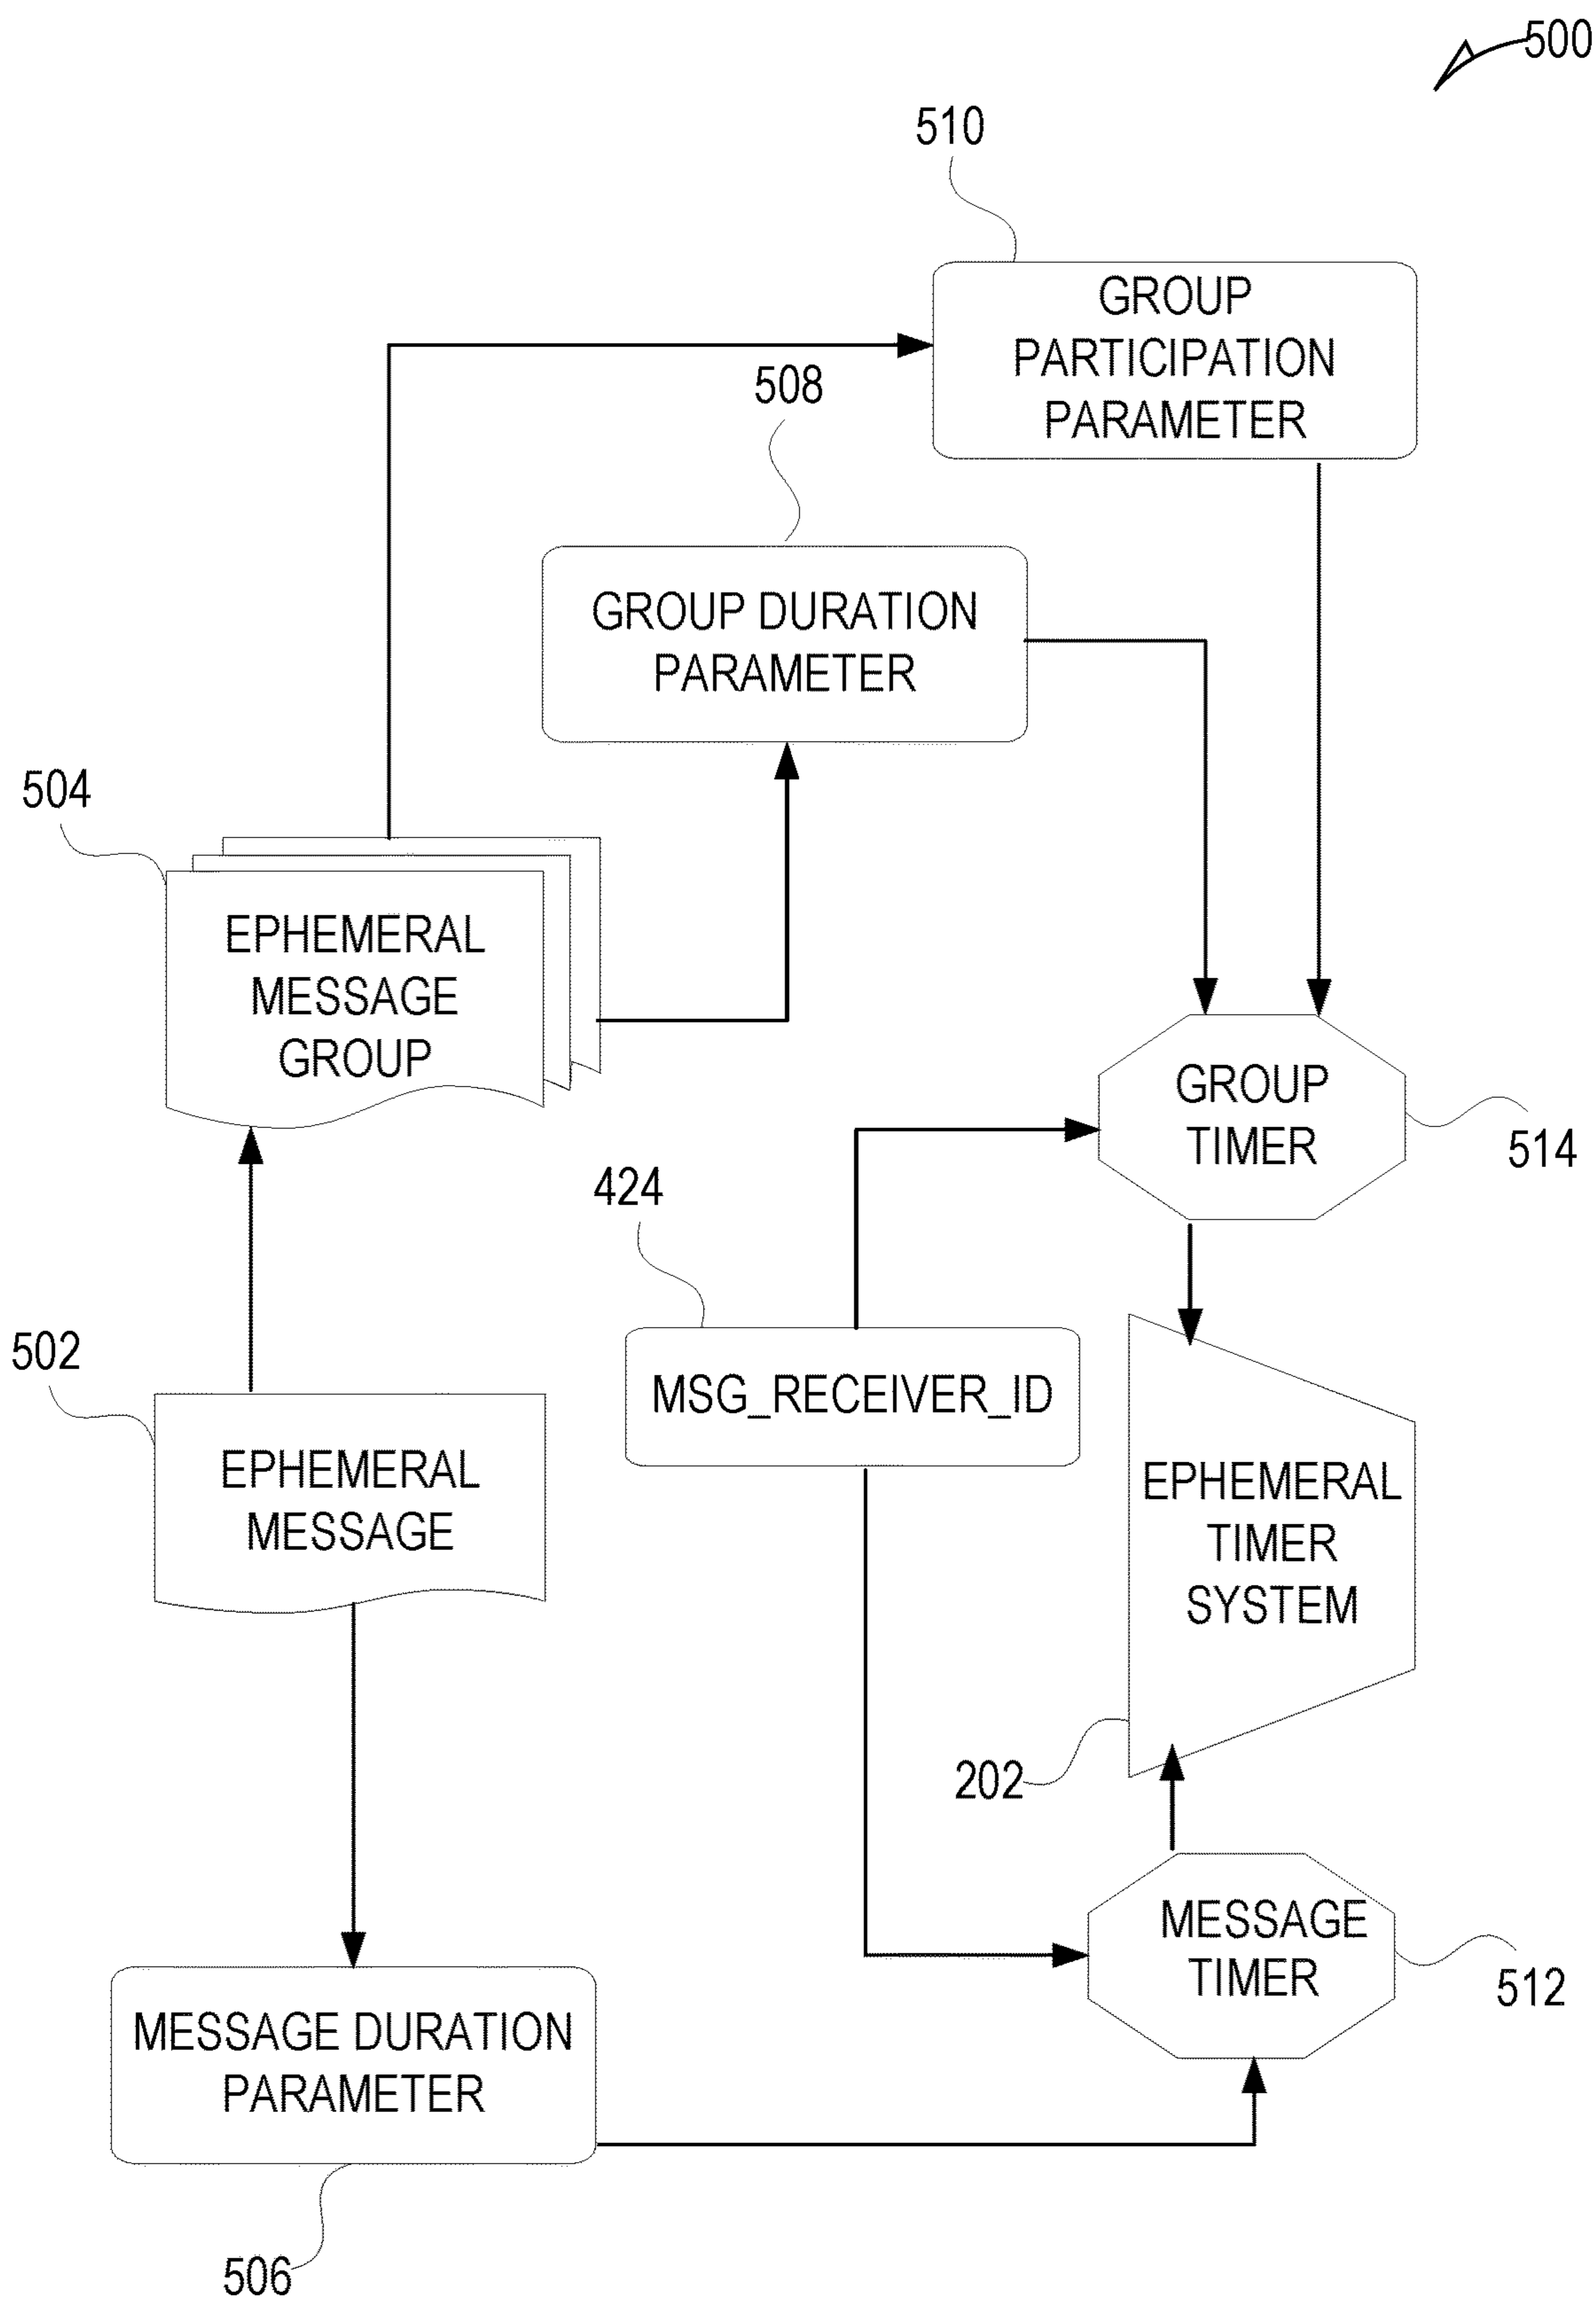 500
510
GROUP
PARTICIPATION
PARAMETER
508
GROUP DURATION
PARAMETER
504
EPHEMERAL
MESSAGE
GROUP
GROUP
TIMER
514
424
MSG_RECEIVER_ID
502
EPHEMERAL
MESSAGE
EPHEMERAL
TIMER
SYSTEM
202
MESSAGE
TIMER
512
MESSAGE DURATION
PARAMETER
506